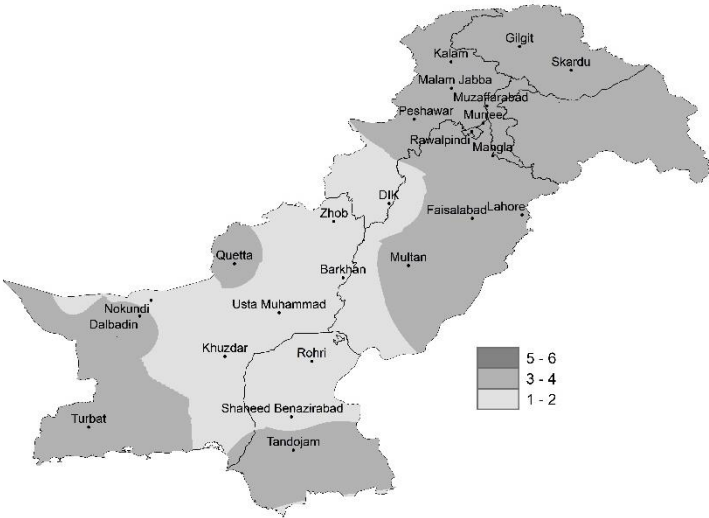 Gilgit
Kalam
Skardu
Malam Jabba
Muzaffarabad
Peshawar
Murree
Rawalpindi
Mangla
DIK
Zhob
Faisalabad
Lahore
Quetta
Barkhan
Multan
Nokundi
Usta Muhammad
Dalbadin
Khuzdar
Rohri
Shaheed Benazirabad
Turbat
Tandojam
5 - 6
3 - 4
1 - 2